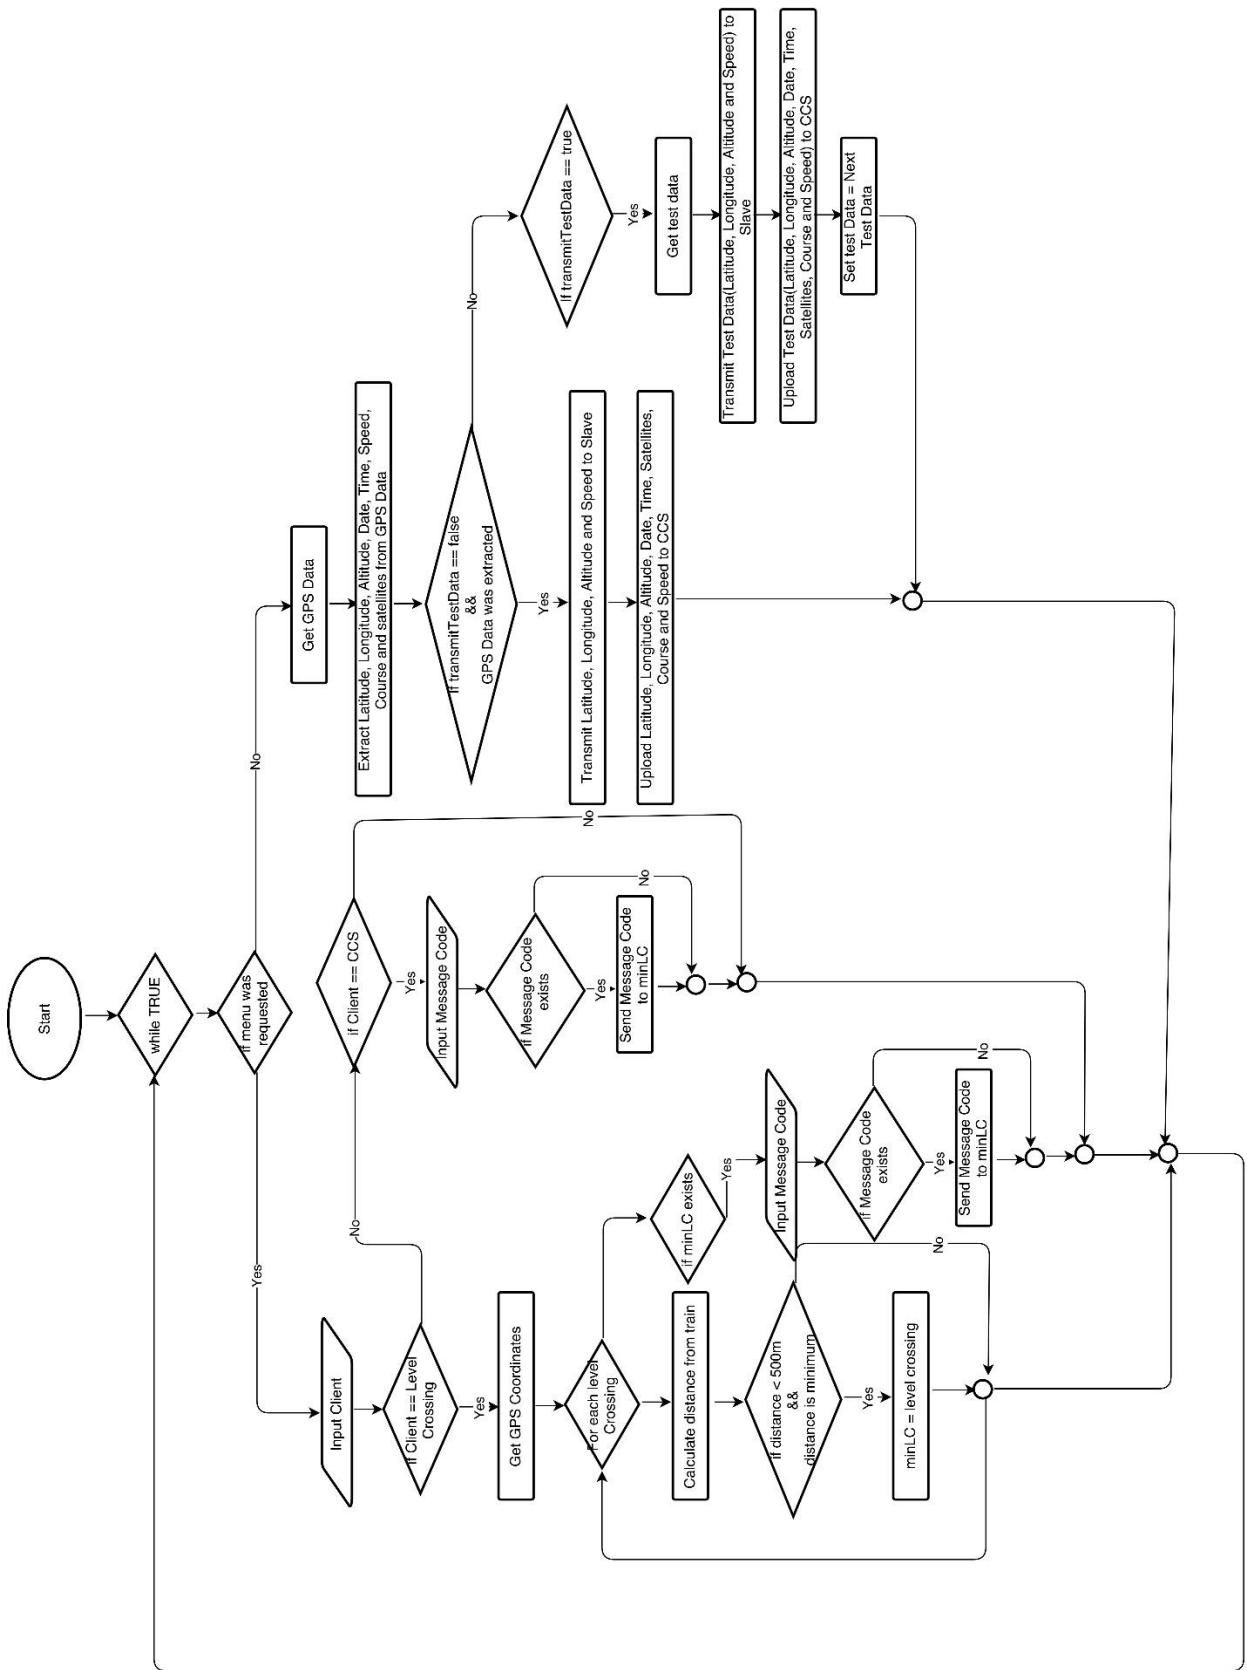 Start
while TRUE
if menu was
requested
Yes
No
Input Client
If Client == Level
Crossing
No
Yes
Get GPS Coordinates
For each level
Crossing
Calculate distance from train
if distance < 500m
&&
distance is minimum
No
Yes
minLC = level crossing
if minLC exists
Yes
Input Message Code
if Message Code
exists
No
Yes
Send Message Code
to minLC
if Client == CCS
No
Yes
Input Message Code
if Message Code
exists
No
Yes
Send Message Code
to minLC
Get GPS Data
Extract Latitude, Longitude, Altitude, Date, Time, Speed,
Course and satellites from GPS Data
If transmitTestData == false
&&
GPS Data was extracted
No
Yes
Transmit Latitude, Longitude, Altitude and Speed to Slave
Upload Latitude, Longitude, Altitude, Date, Time, Satellites,
Course and Speed to CCS
If transmitTestData == true
Yes
Get test data
Transmit Test Data(Latitude, Longitude, Altitude and Speed) to
Slave
Upload Test Data(Latitude, Longitude, Altitude, Date, Time,
Satellites, Course and Speed) to CCS
Set test Data = Next
Test Data